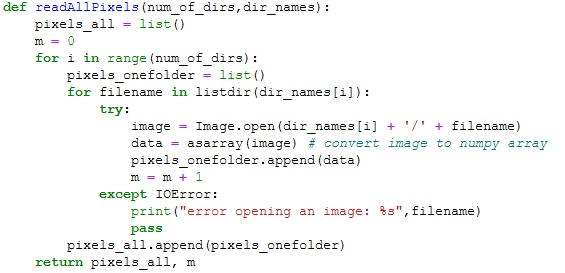 def readAllPixels(num_of_dirs,dir_names):
    pixels_all = list()
    m = 0
    for i in range(num_of_dirs):
        pixels_onefolder = list()
        for filename in listdir(dir_names[i]):
            try:
                image = Image.open(dir_names[i] + '/' + filename)
                data = asarray(image) # convert image to numpy array
                pixels_onefolder.append(data)
                m = m + 1
            except IOError:
                print("error opening an image: %s",filename)
                pass
        pixels_all.append(pixels_onefolder)
    return pixels_all, m